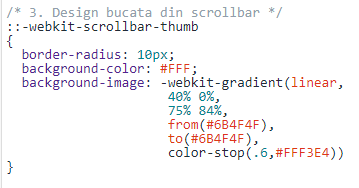 /* 3. Design bucata din scrollbar */
::-webkit-scrollbar-thumb
{
border-radius: 10px;
background-color: #FFF;
background-image: -webkit-gradient(linear,
40% 0%,
75% 84%,
from(#6B4F4F),
to(#6B4F4F),
color-stop(.6,#FFF3E4))
}